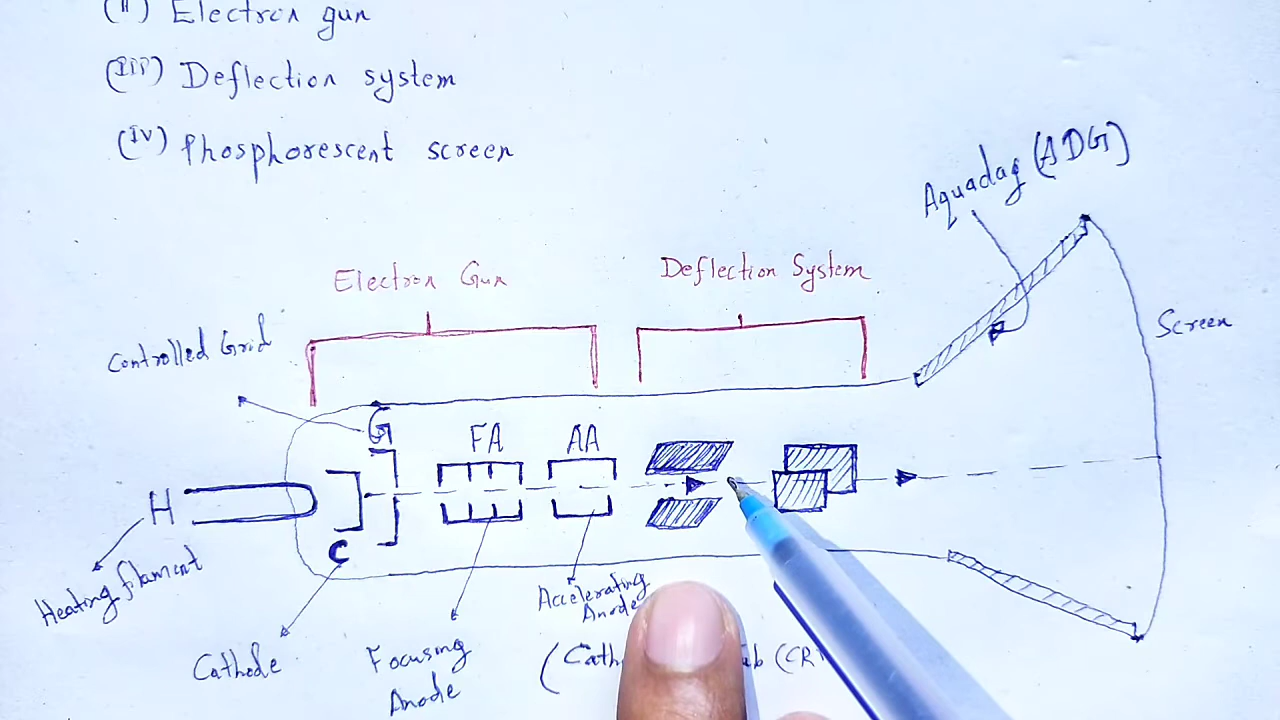 (ii) Electron gun
(iii) Deflection system
(iv) Phosphorescent screen
Aquadag (ADG)
Electron Gun
Deflection System
Screen
Controlled Grid
G
FA
AA
H
C
Heating filament
Cathode
Focusing
Anode
Accelerating
Anode
(Cath